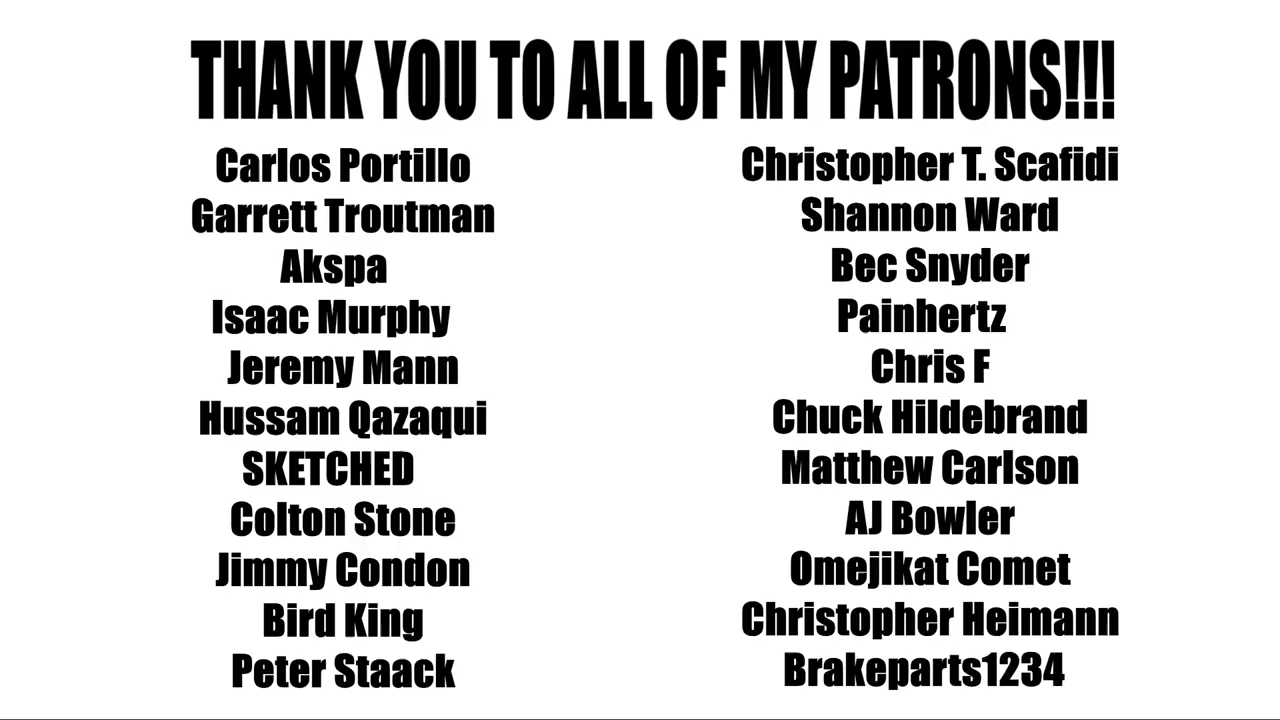 THANK YOU TO ALL OF MY PATRONS!!!
Carlos Portillo
Garrett Troutman
Akspa
Isaac Murphy
Jeremy Mann
Hussam Qazaqui
SKETCHED
Colton Stone
Jimmy Condon
Bird King
Peter Staack
Christopher T. Scafidi
Shannon Ward
Bec Snyder
Painhertz
Chris F
Chuck Hildebrand
Matthew Carlson
AJ Bowler
Omejikat Comet
Christopher Heimann
Brakeparts1234